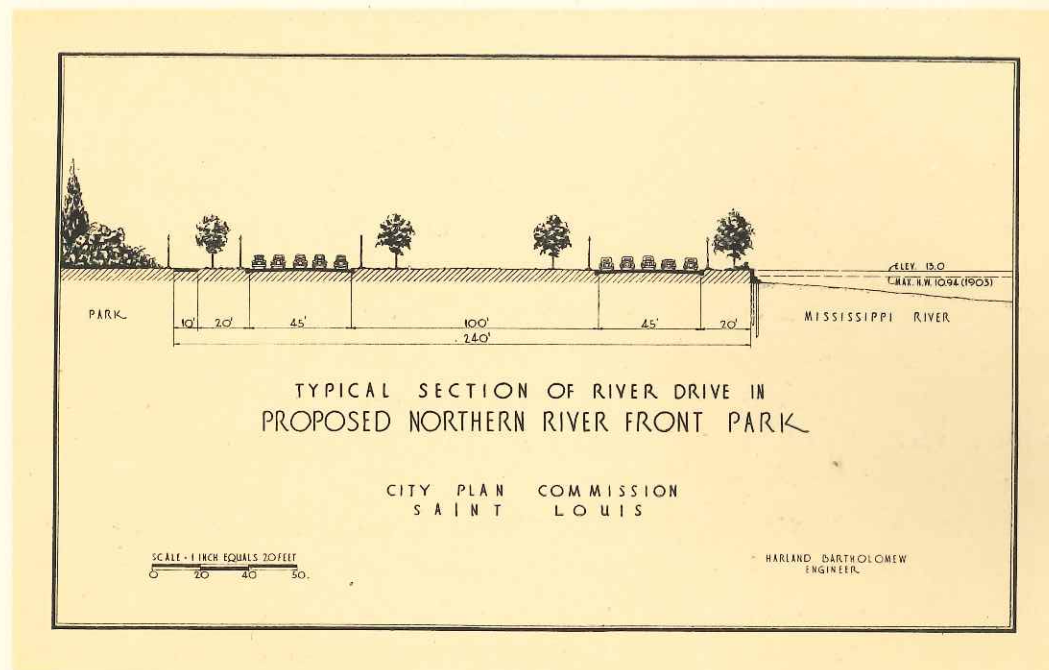 ELEV. 13.0
MAX. H.W. 10.94 (1903)
PARK
10' 20' 45' 100' 45' 20'
MISSISSIPPI RIVER
240'
TYPICAL SECTION OF RIVER DRIVE IN
PROPOSED NORTHERN RIVER FRONT PARK
CITY PLAN COMMISSION
SAINT LOUIS
SCALE - 1 INCH EQUALS 20 FEET
0 20 40 50.
HARLAND BARTHOLOMEW
ENGINEER